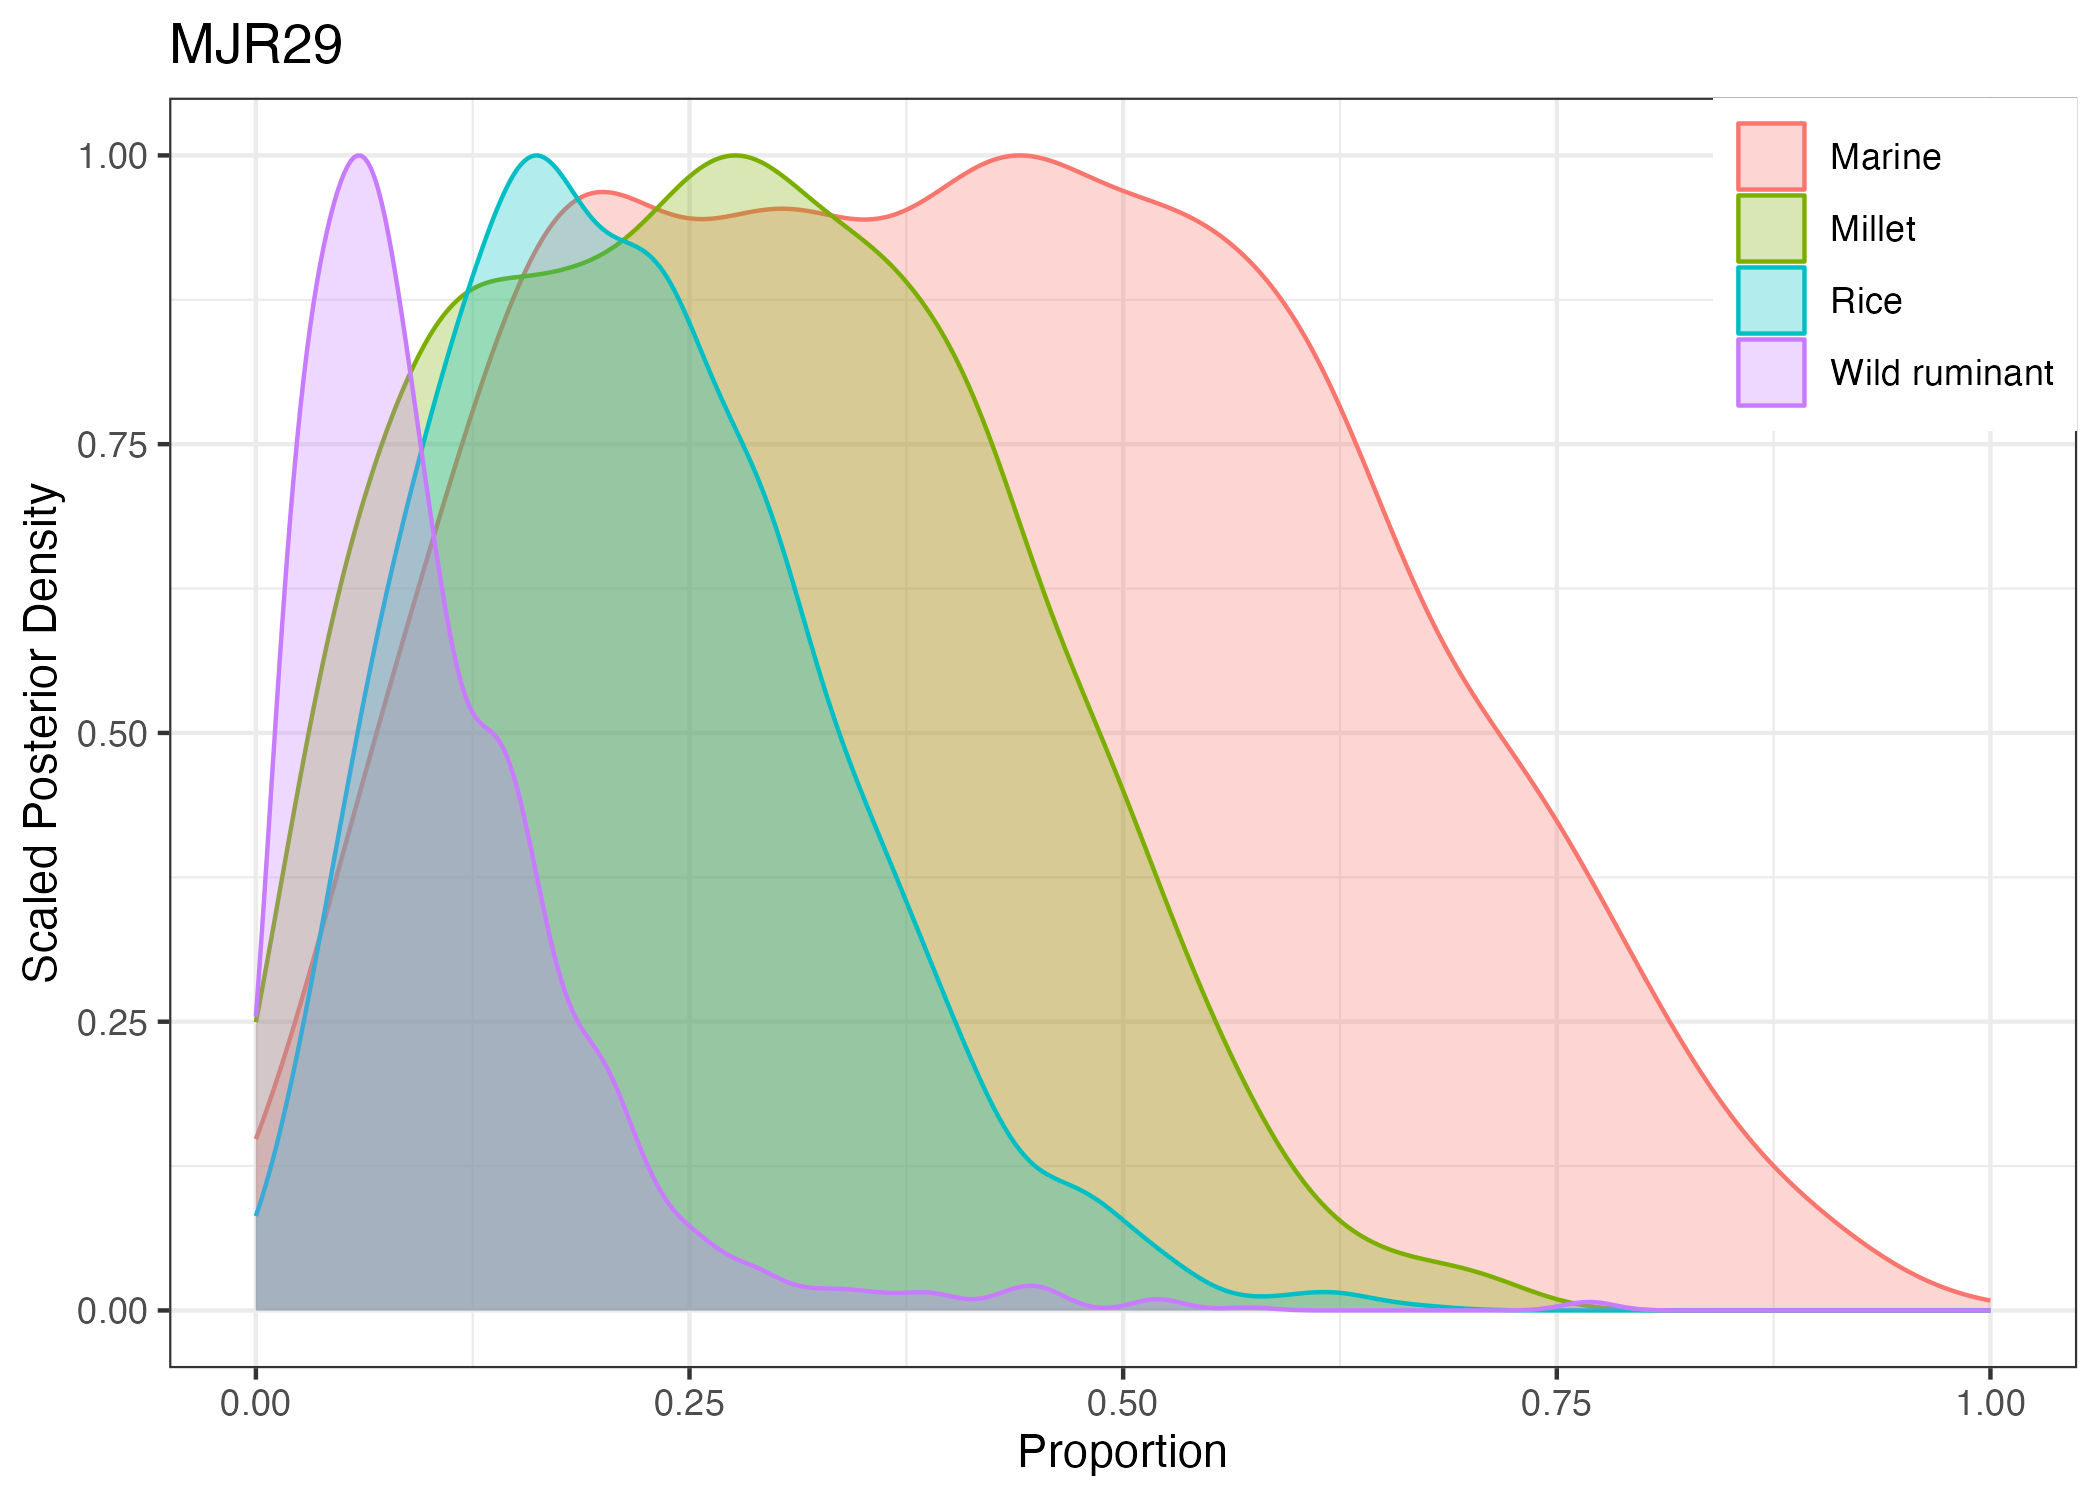 MJR29
Marine
Millet
Rice
Wild ruminant
1.00
0.75
0.50
0.25
0.00
Scaled Posterior Density
0.00 0.25 0.50 0.75 1.00
Proportion